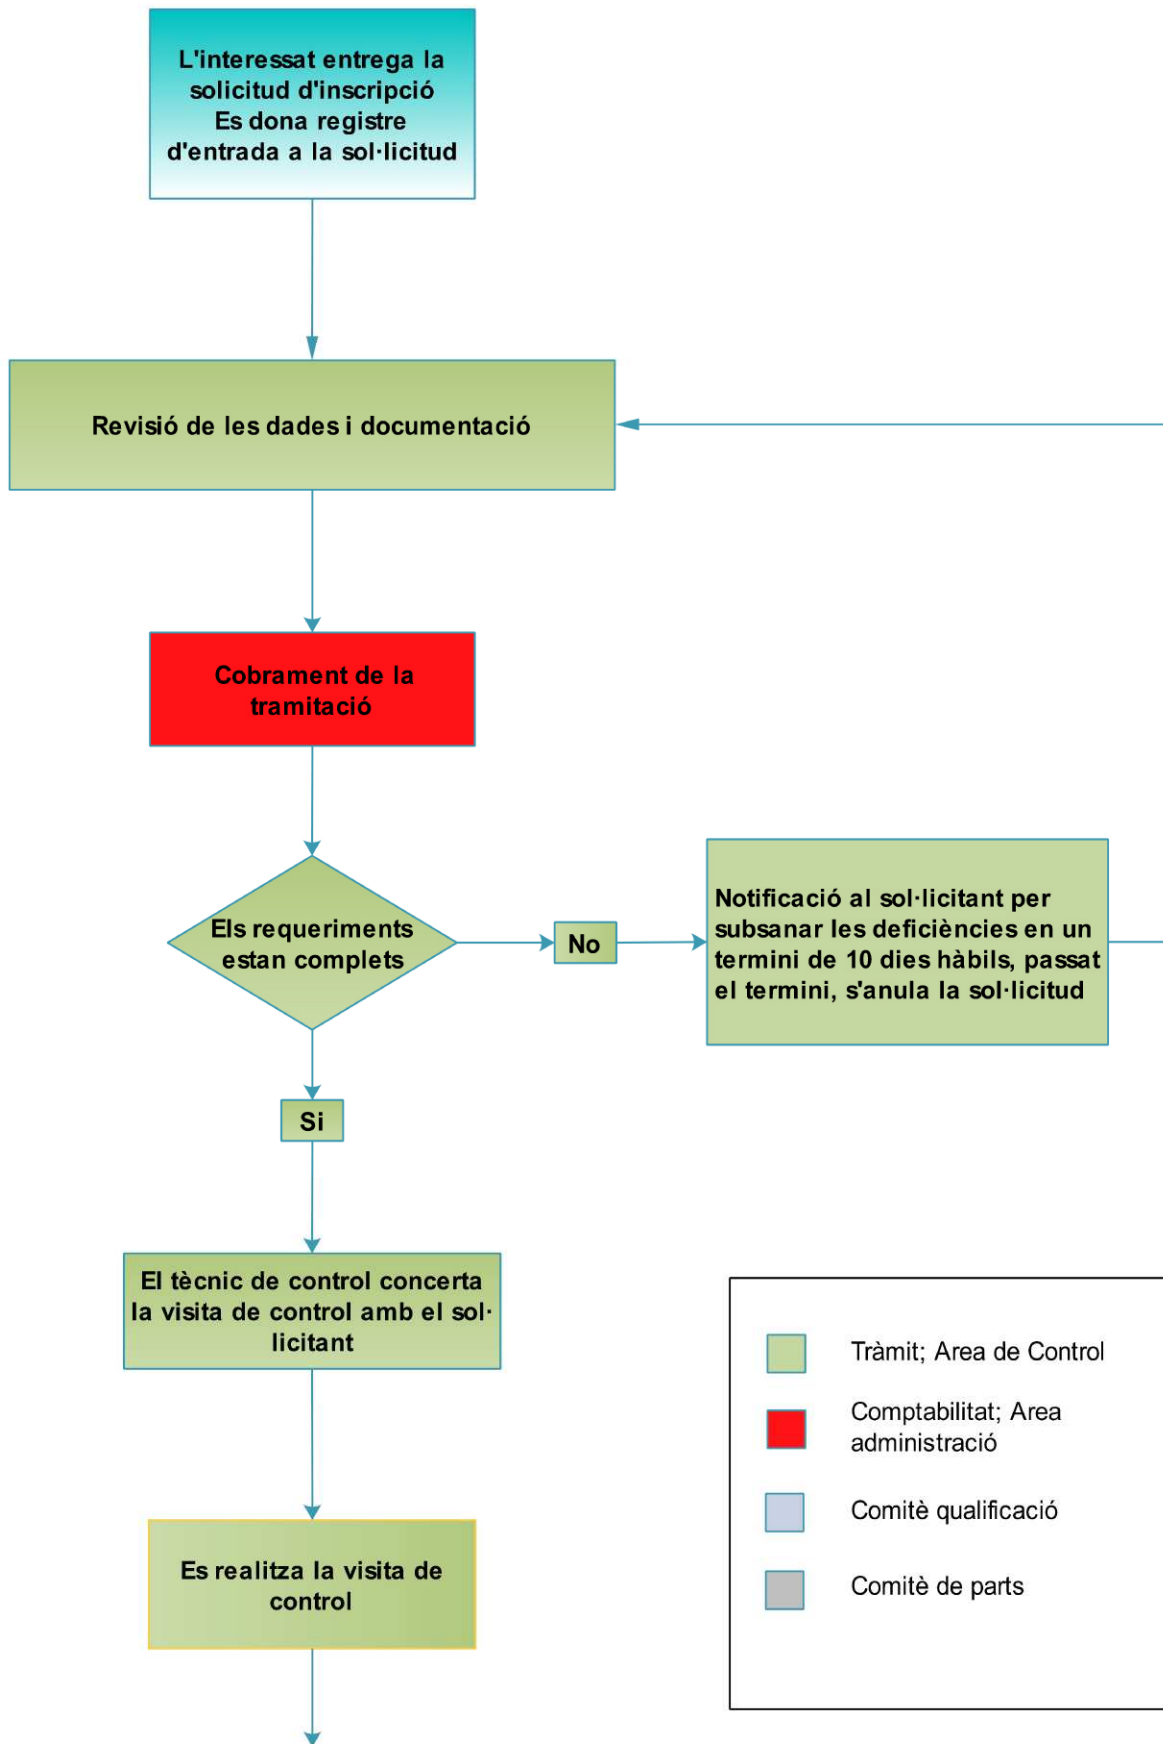 L'interessat entrega la
solicitud d'inscripció
Es dona registre
d'entrada a la sol·licitud
Revisió de les dades i documentació
Cobrament de la
tramitació
Els requeriments
estan complets
No
Notificació al sol·licitant per
subsanar les deficiències en un
termini de 10 dies hàbils, passat
el termini, s'anula la sol·licitud
Si
El tècnic de control concerta
la visita de control amb el sol·
licitant
Es realitza la visita de
control
Tràmit; Area de Control
Comptabilitat; Area
administració
Comitè qualificació
Comitè de parts